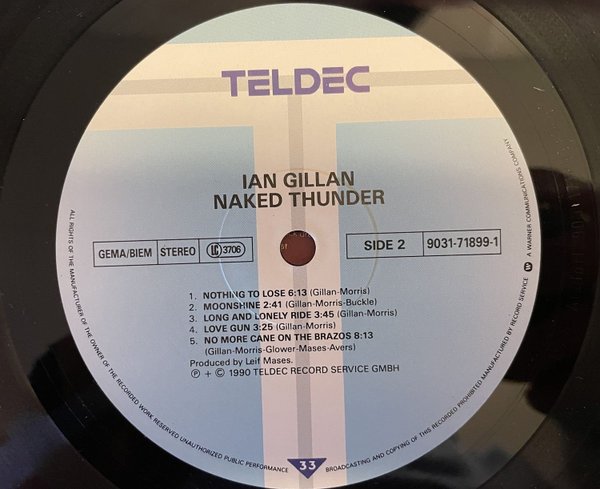 TELDEC
IAN GILLAN
NAKED THUNDER
GEMA/BIEM STEREO LC 3706
SIDE 2 9031-71899-1
1. NOTHING TO LOSE 6:13 (Gillan-Morris)
2. MOONSHINE 2:41 (Gillan-Morris-Buckle)
3. LONG AND LONELY RIDE 3:45 (Gillan-Morris)
4. LOVE GUN 3:25 (Gillan-Morris)
5. NO MORE CANE ON THE BRAZOS 8:13
(Gillan-Morris-Glower-Mases-Avers)
Produced by Leif Mases.
Ⓟ + © 1990 TELDEC RECORD SERVICE GMBH
33
ALL RIGHTS OF THE MANUFACTURER OF THE OWNER OF THE RECORDED WORK RESERVED UNAUTHORIZED PUBLIC PERFORMANCE BROADCASTING AND COPYING OF THIS RECORD PROHIBITED MANUFACTURED BY RECORD SERVICE W A WARNER COMMUNICATIONS COMPANY